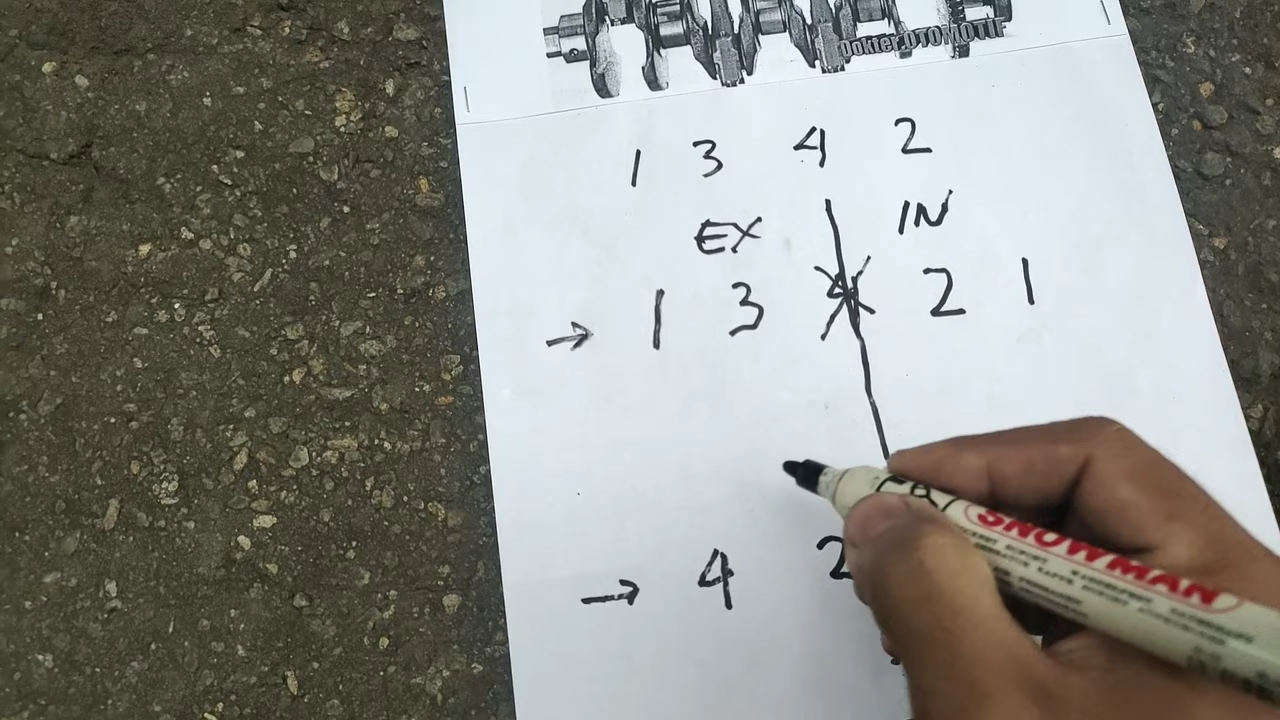 Dokter.OTOMOTIF
1 3 4 2
EX IN
→ 1 3 4 2 1
→ 4 2
SNOWMAN